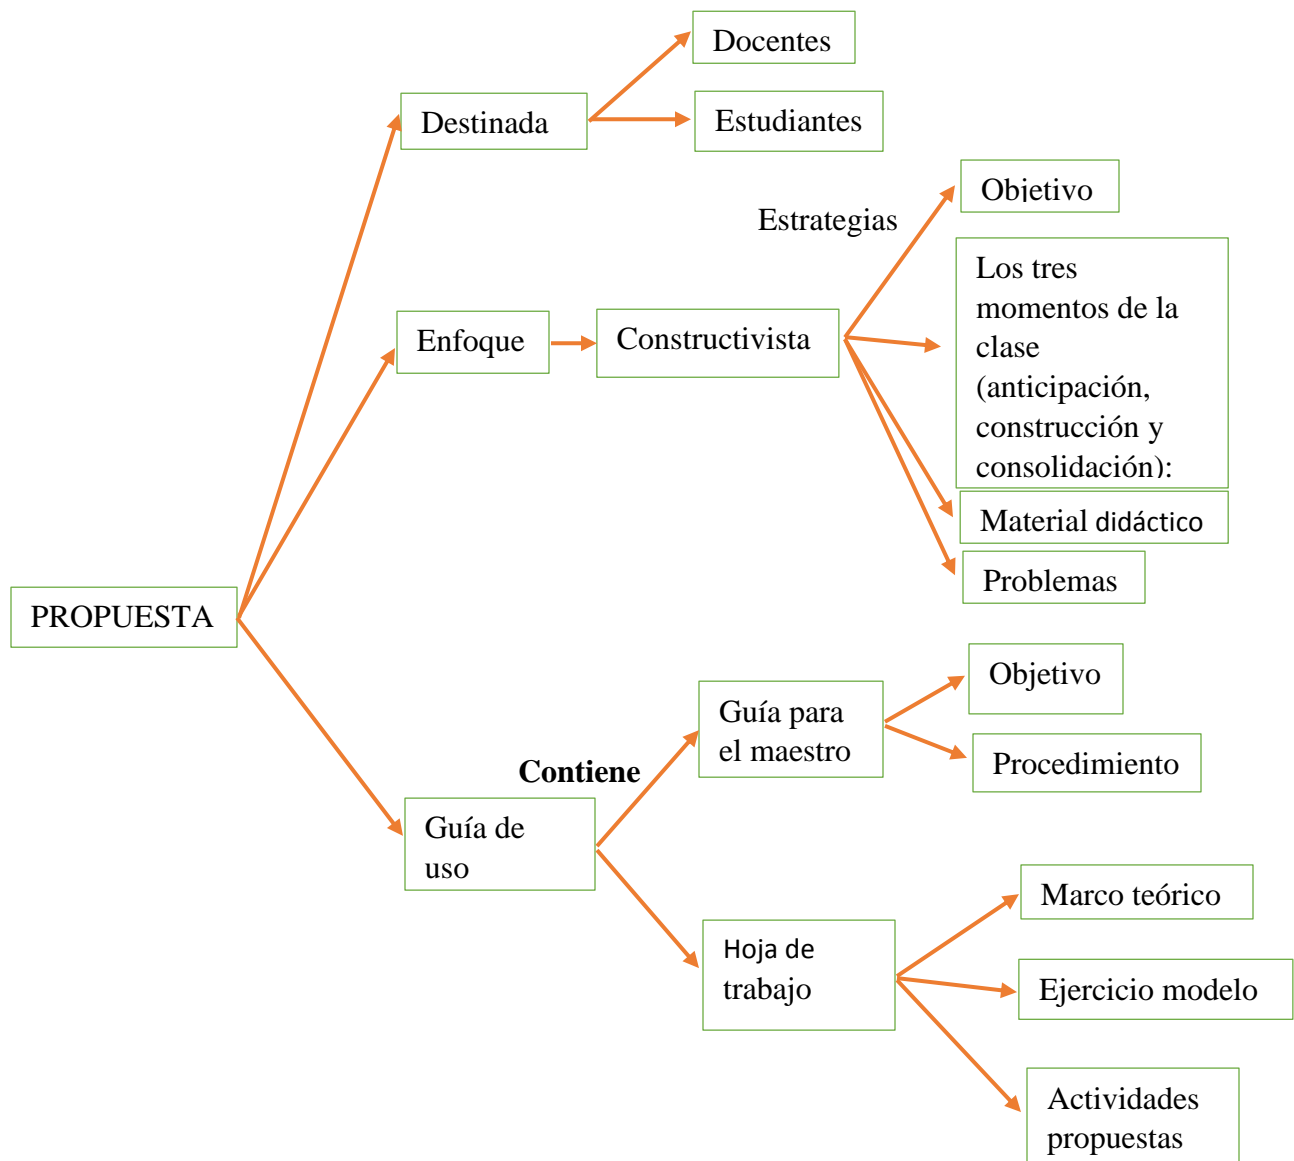 Docentes
Destinada
Estudiantes
Estrategias
Objetivo
Los tres
momentos de la
clase
(anticipación,
construcción y
consolidación):
Enfoque
Constructivista
Material didáctico
Problemas
PROPUESTA
Guía para
el maestro
Objetivo
Procedimiento
Contiene
Guía de
uso
Hoja de
trabajo
Marco teórico
Ejercicio modelo
Actividades
propuestas